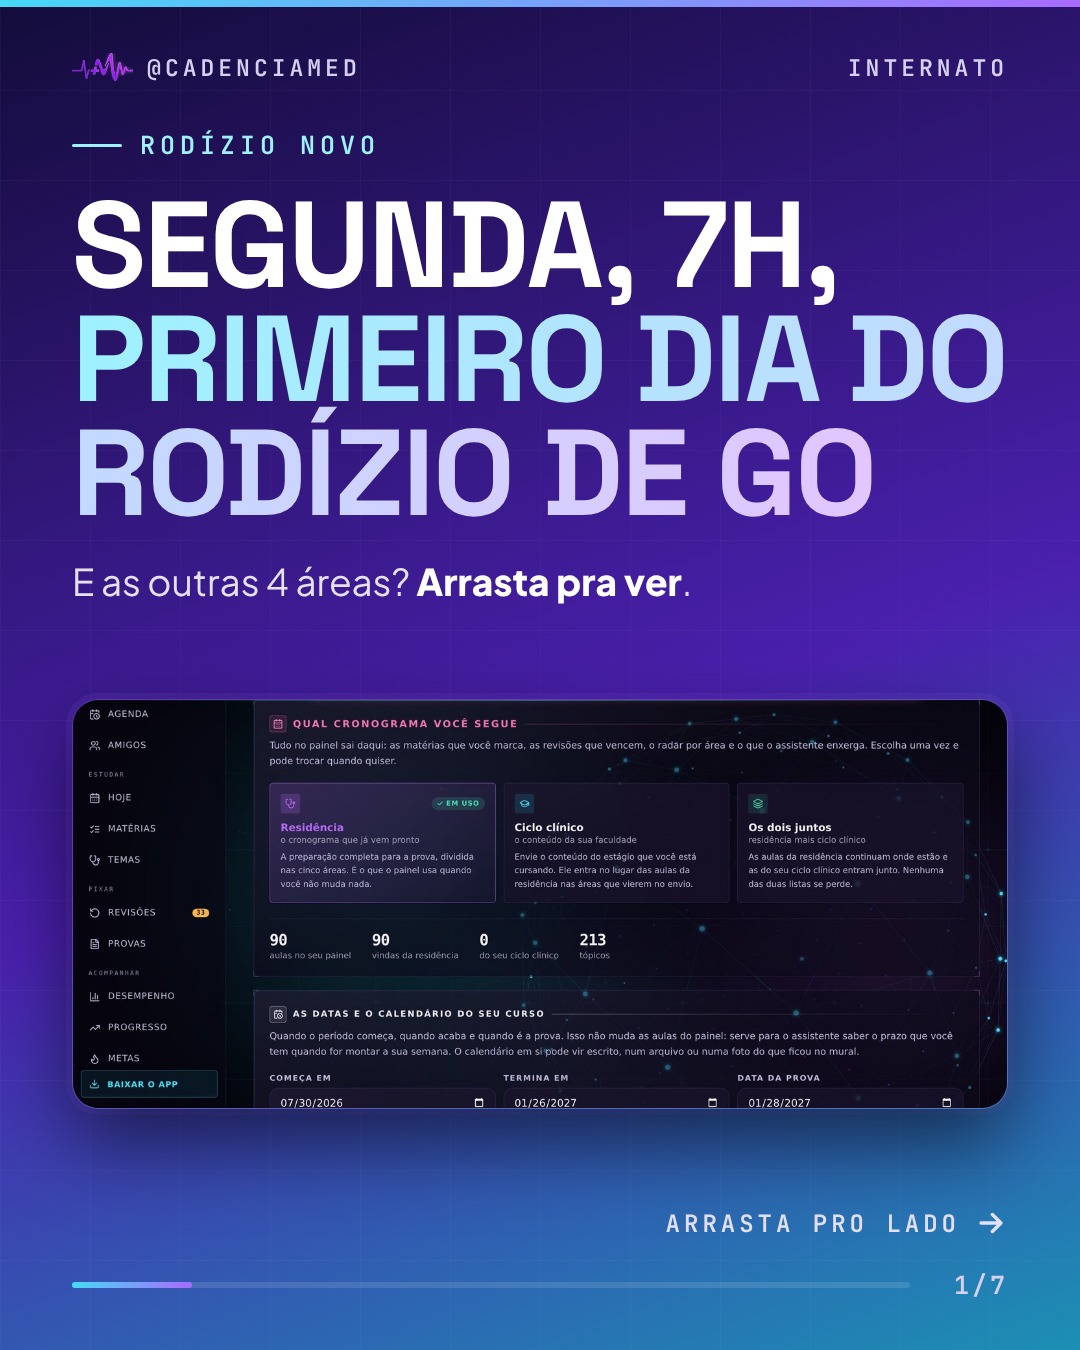 @CADENCIAMED
INTERNATO
RODÍZIO NOVO
SEGUNDA, 7H,
PRIMEIRO DIA DO
RODÍZIO DE GO
E as outras 4 áreas? Arrasta pra ver.
AGENDA
AMIGOS
ESTUDAR
HOJE
MATÉRIAS
TEMAS
FIXAR
REVISÕES 33
PROVAS
ACOMPANHAR
DESEMPENHO
PROGRESSO
METAS
BAIXAR O APP
QUAL CRONOGRAMA VOCÊ SEGUE
Tudo no painel sai daqui: as matérias que você marca, as revisões que vencem, o radar por área e o que o assistente enxerga. Escolha uma vez e
pode trocar quando quiser.
EM USO
Residência
o cronograma que já vem pronto
A preparação completa para a prova, dividida
nas cinco áreas. É o que o painel usa quando
você não muda nada.
Ciclo clínico
o conteúdo da sua faculdade
Envie o conteúdo do estágio que você está
cursando. Ele entra no lugar das aulas da
residência nas áreas que vierem no envio.
Os dois juntos
residência mais ciclo clínico
As aulas da residência continuam onde estão e
as do seu ciclo clínico entram junto. Nenhuma
das duas listas se perde.
90
aulas no seu painel
90
vindas da residência
0
do seu ciclo clínico
213
tópicos
AS DATAS E O CALENDÁRIO DO SEU CURSO
Quando o período começa, quando acaba e quando é a prova. Isso não muda as aulas do painel: serve para o assistente saber o prazo que você
tem quando for montar a sua semana. O calendário em si pode vir escrito, num arquivo ou numa foto do que ficou no mural.
COMEÇA EM
07/30/2026
TERMINA EM
01/26/2027
DATA DA PROVA
01/28/2027
ARRASTA PRO LADO →
1/7